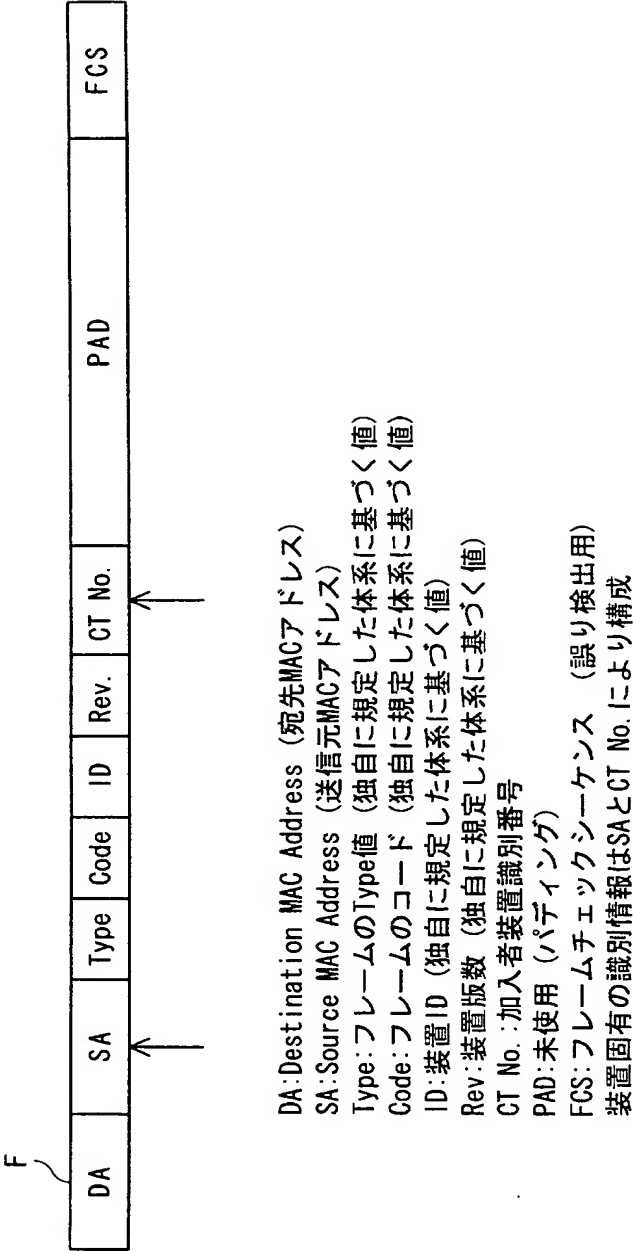 F
DA SA Type Code ID Rev. CT No. PAD FCS
DA:Destination MAC Address (宛先MACアドレス)
SA:Source MAC Address (送信元MACアドレス)
Type:フレームのType値 (独自に規定した体系に基づく値)
Code:フレームのコード (独自に規定した体系に基づく値)
ID:装置ID (独自に規定した体系に基づく値)
Rev:装置版数 (独自に規定した体系に基づく値)
CT No.:加入者装置識別番号
PAD:未使用 (パディング)
FCS:フレームチェックシーケンス (誤り検出用)
装置固有の識別情報はSAとCT No.により構成